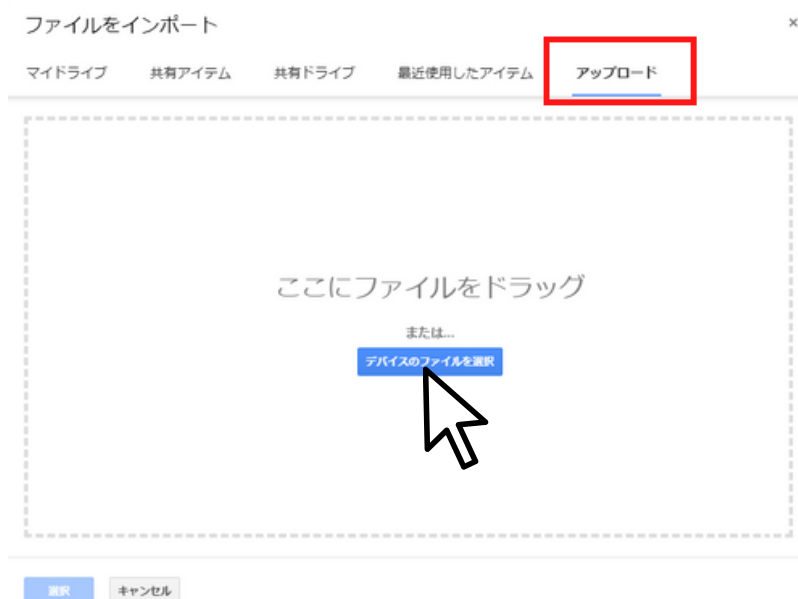 ファイルをインポート
×
マイドライブ 共有アイテム 共有ドライブ 最近使用したアイテム アップロード
ここにファイルをドラッグ
または...
デバイスのファイルを選択
選択 キャンセル